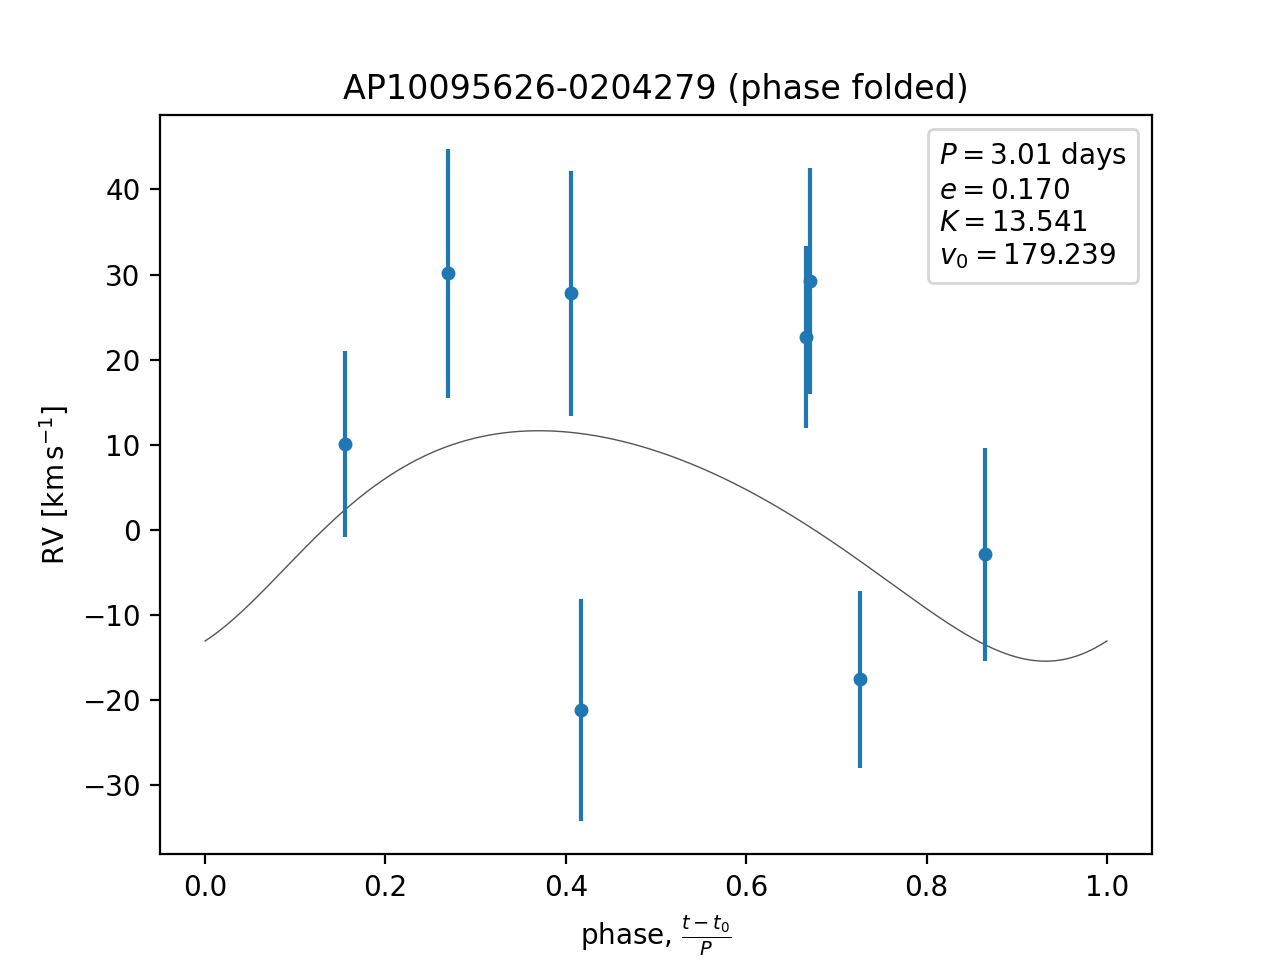 AP10095626-0204279 (phase folded)
P = 3.01 days
e = 0.170
K = 13.541
v₀ = 179.239
40
30
20
10
0
−10
−20
−30
RV [km s⁻¹]
0.0 0.2 0.4 0.6 0.8 1.0
phase, (t − t₀)/P